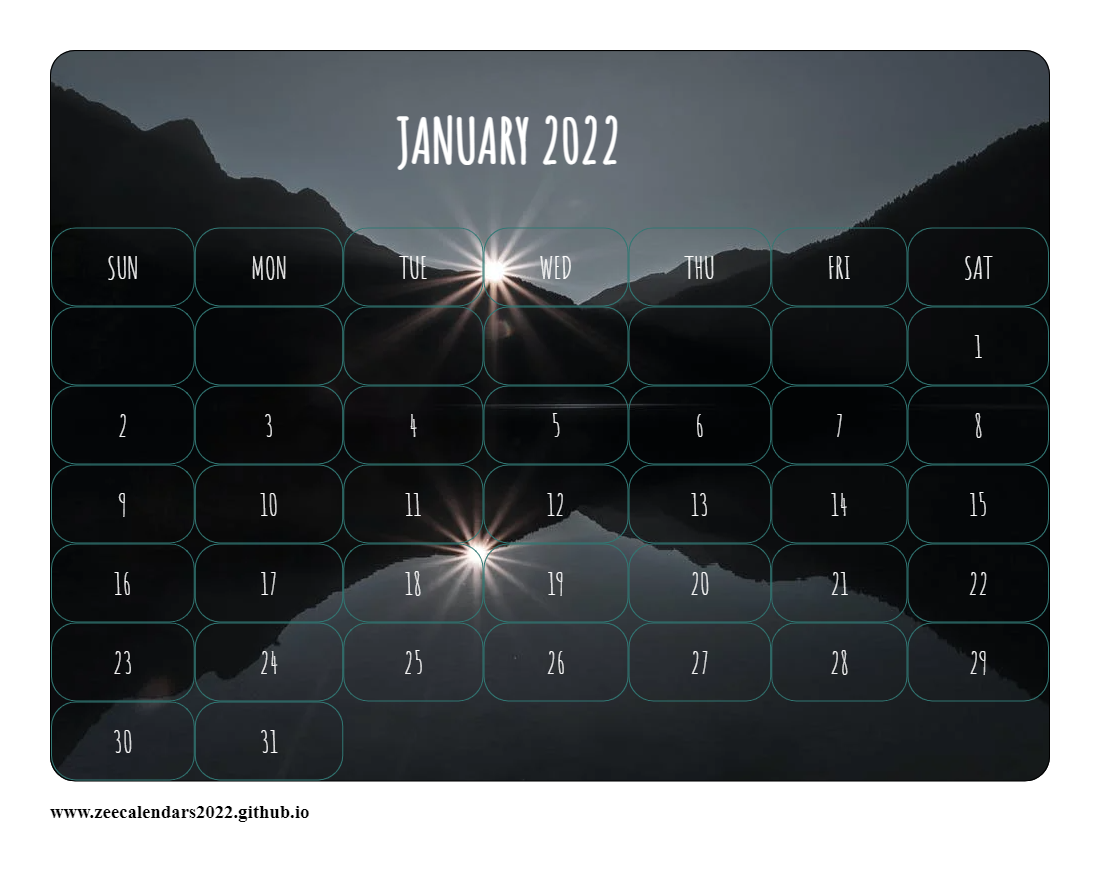 JANUARY 2022
SUN MON TUE WED THU FRI SAT
1
2 3 4 5 6 7 8
9 10 11 12 13 14 15
16 17 18 19 20 21 22
23 24 25 26 27 28 29
30 31
www.zeecalendars2022.github.io